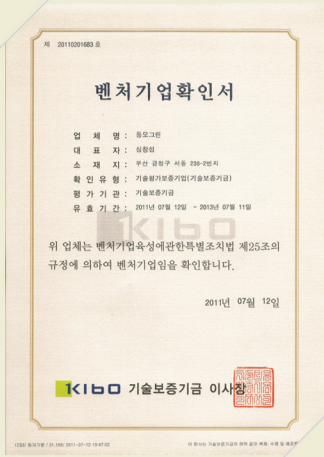 제 20110201683 호
벤처기업확인서
업 체 명 : 동모그린
대 표 자 : 심창섭
소 재 지 : 부산 금정구 서동 236-2번지
확 인 유 형 : 기술평가보증기업(기술보증기금)
평 가 기 관 : 기술보증기금
유 효 기 간 : 2011년 07월 12일 ~ 2013년 07월 11일
KIBO
위 업체는 벤처기업육성에관한특별조치법 제25조의
규정에 의하여 벤처기업임을 확인합니다.
2011년 07월 12일
KIBO 기술보증기금 이사장